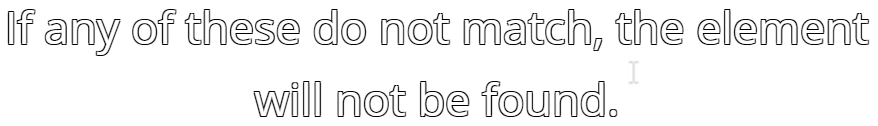 If any of these do not match, the element
will not be found.